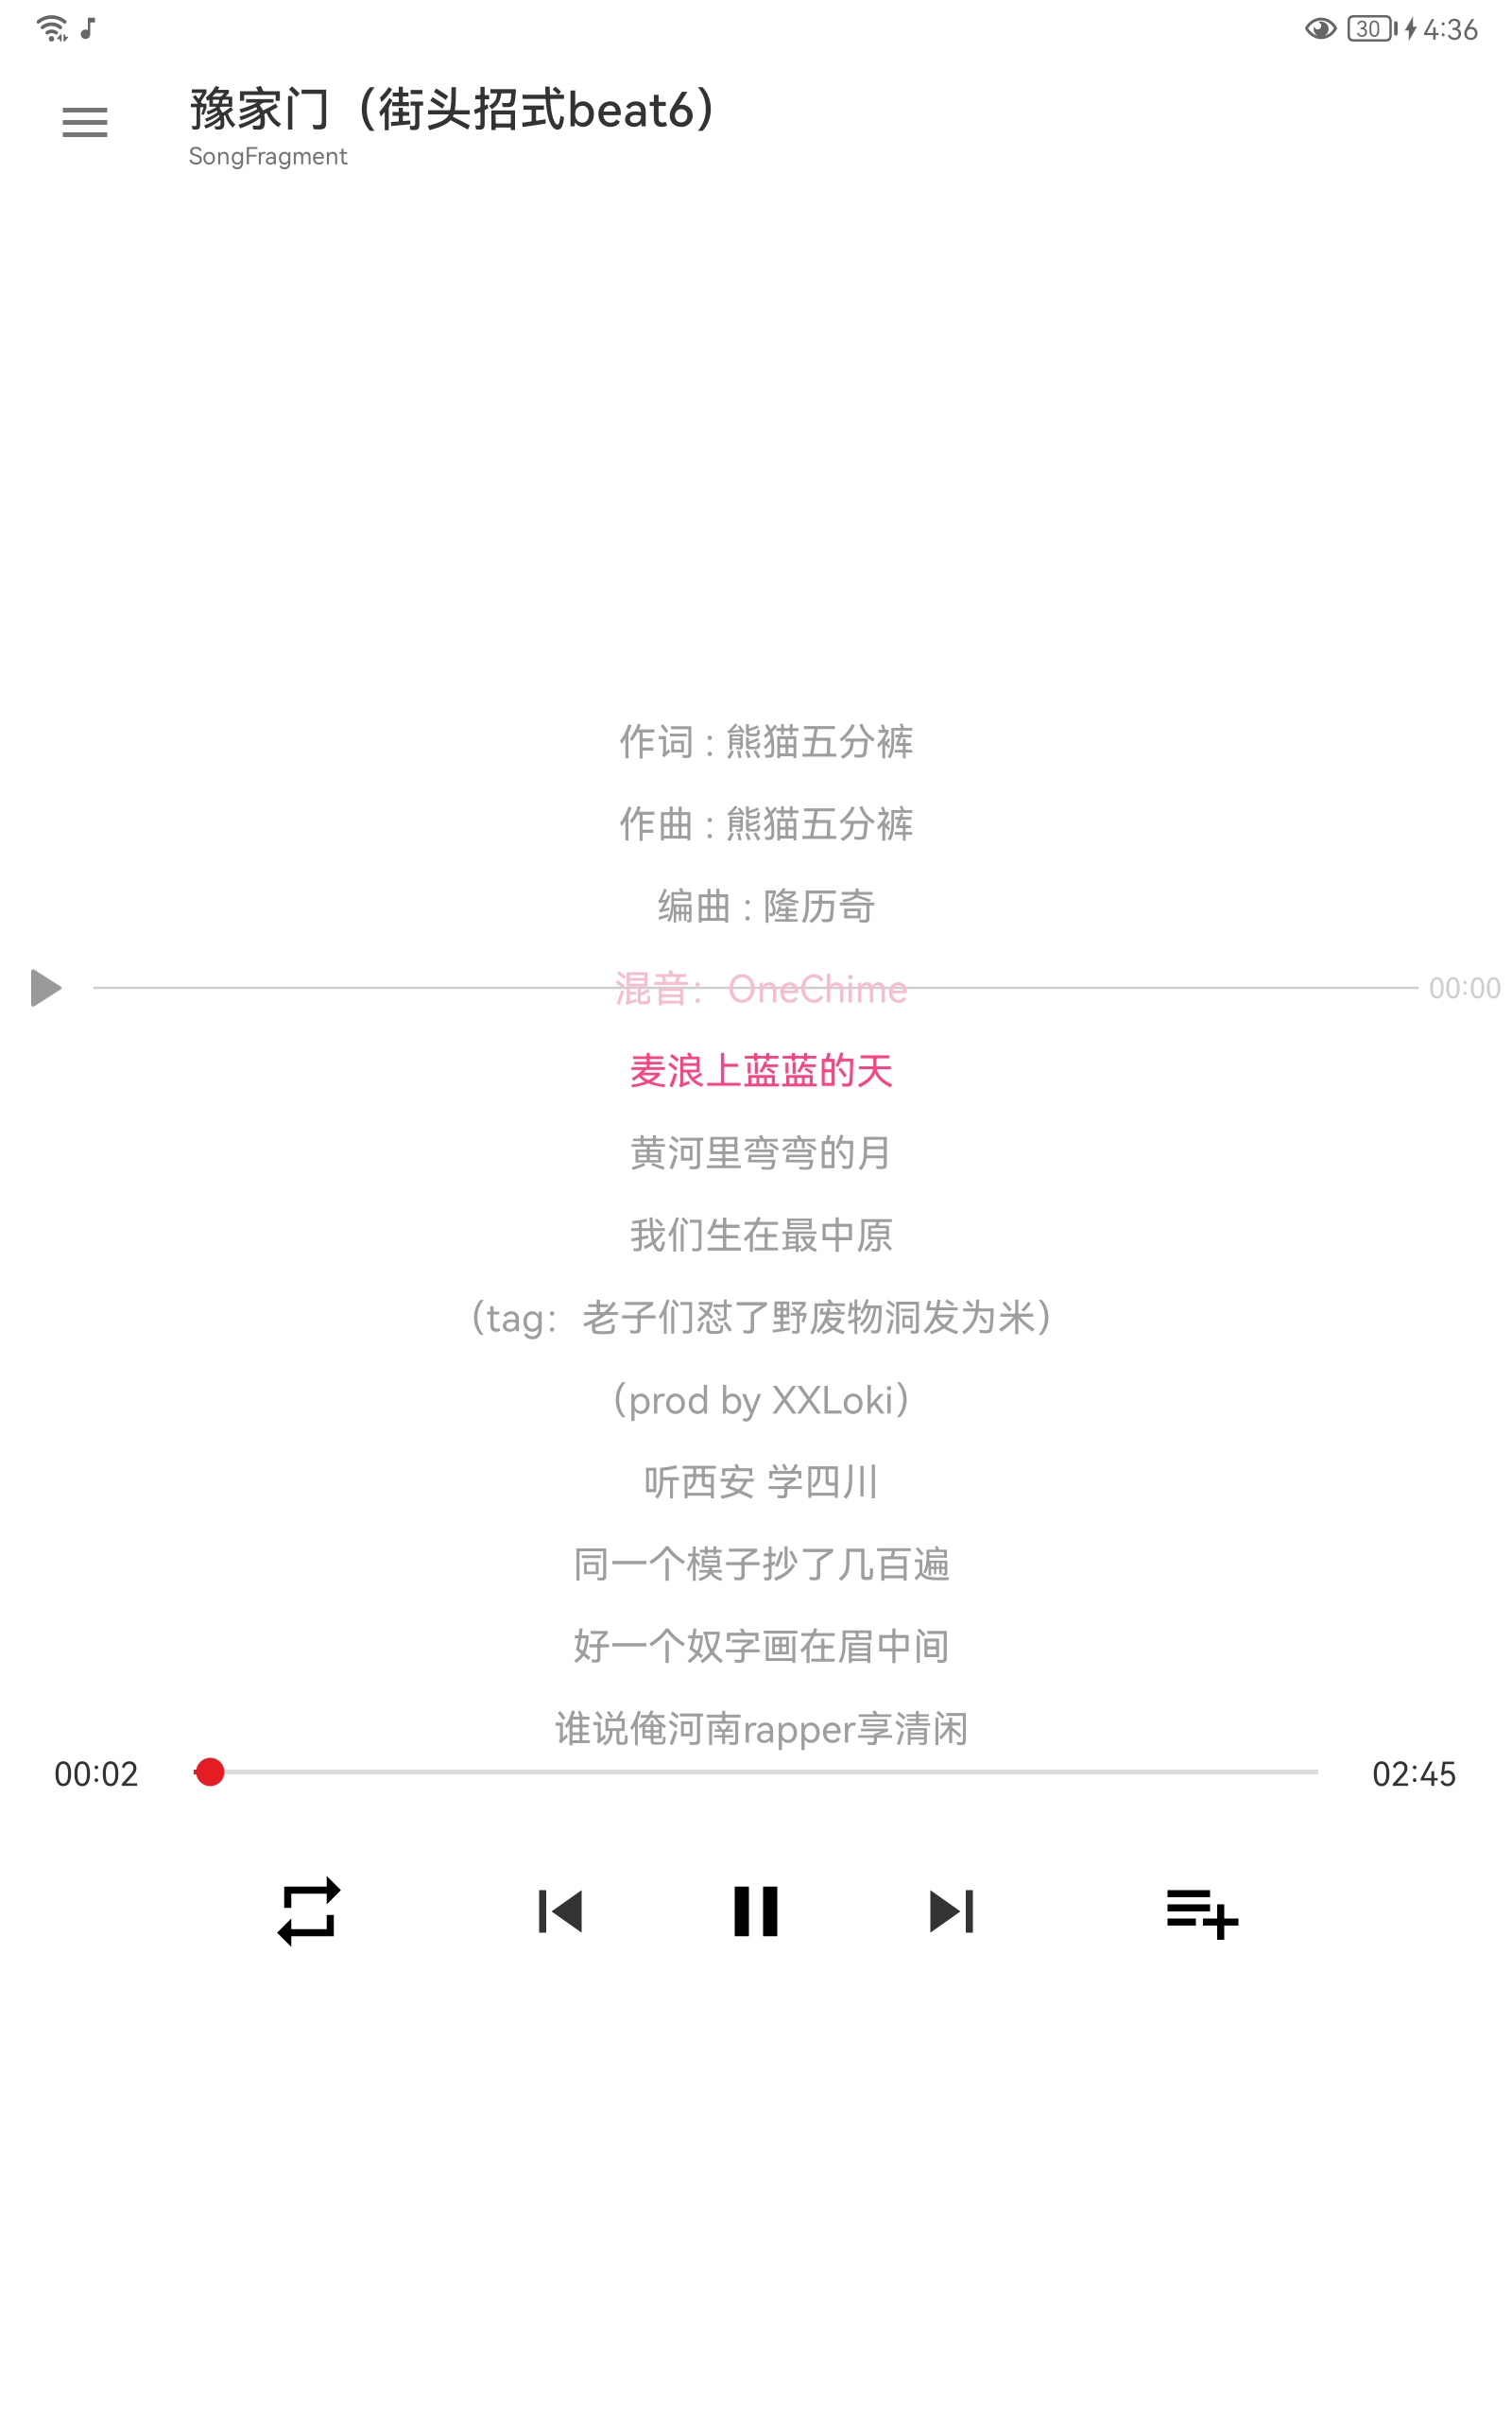 30 4:36
豫家门（街头招式beat6）
SongFragment
作词 : 熊猫五分裤
作曲 : 熊猫五分裤
编曲 : 隆历奇
混音： OneChime
00:00
麦浪上蓝蓝的天
黄河里弯弯的月
我们生在最中原
（tag： 老子们怼了野废物洞发为米）
（prod by XXLoki）
听西安 学四川
同一个模子抄了几百遍
好一个奴字画在眉中间
谁说俺河南rapper享清闲
00:02
02:45